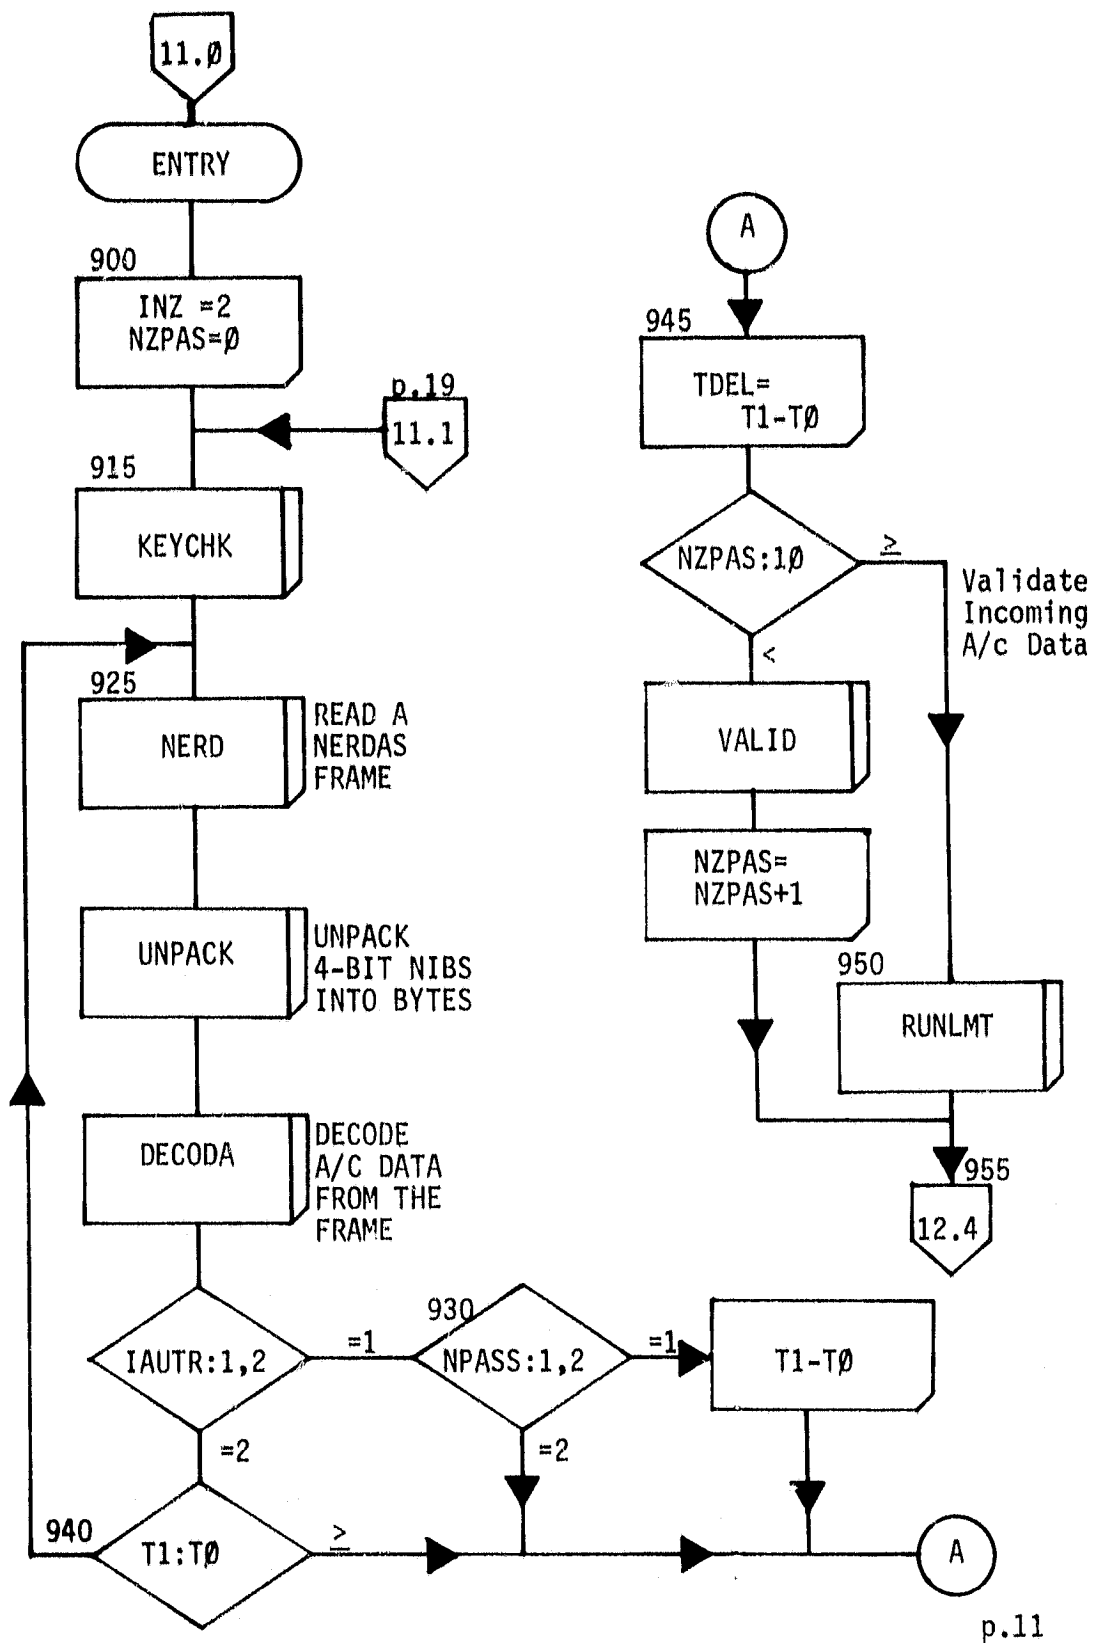 11.Ø
ENTRY
900
INZ =2
NZPAS=Ø
p.19
11.1
915
KEYCHK
925
NERD
READ A
NERDAS
FRAME
UNPACK
UNPACK
4-BIT NIBS
INTO BYTES
DECODA
DECODE
A/C DATA
FROM THE
FRAME
IAUTR:1,2
=1
930
NPASS:1,2
=1
T1-TØ
=2
=2
940
T1:TØ
≥
A
A
945
TDEL=
T1-TØ
NZPAS:1Ø
≥
Validate
Incoming
A/c Data
<
VALID
NZPAS=
NZPAS+1
950
RUNLMT
955
12.4
p.11